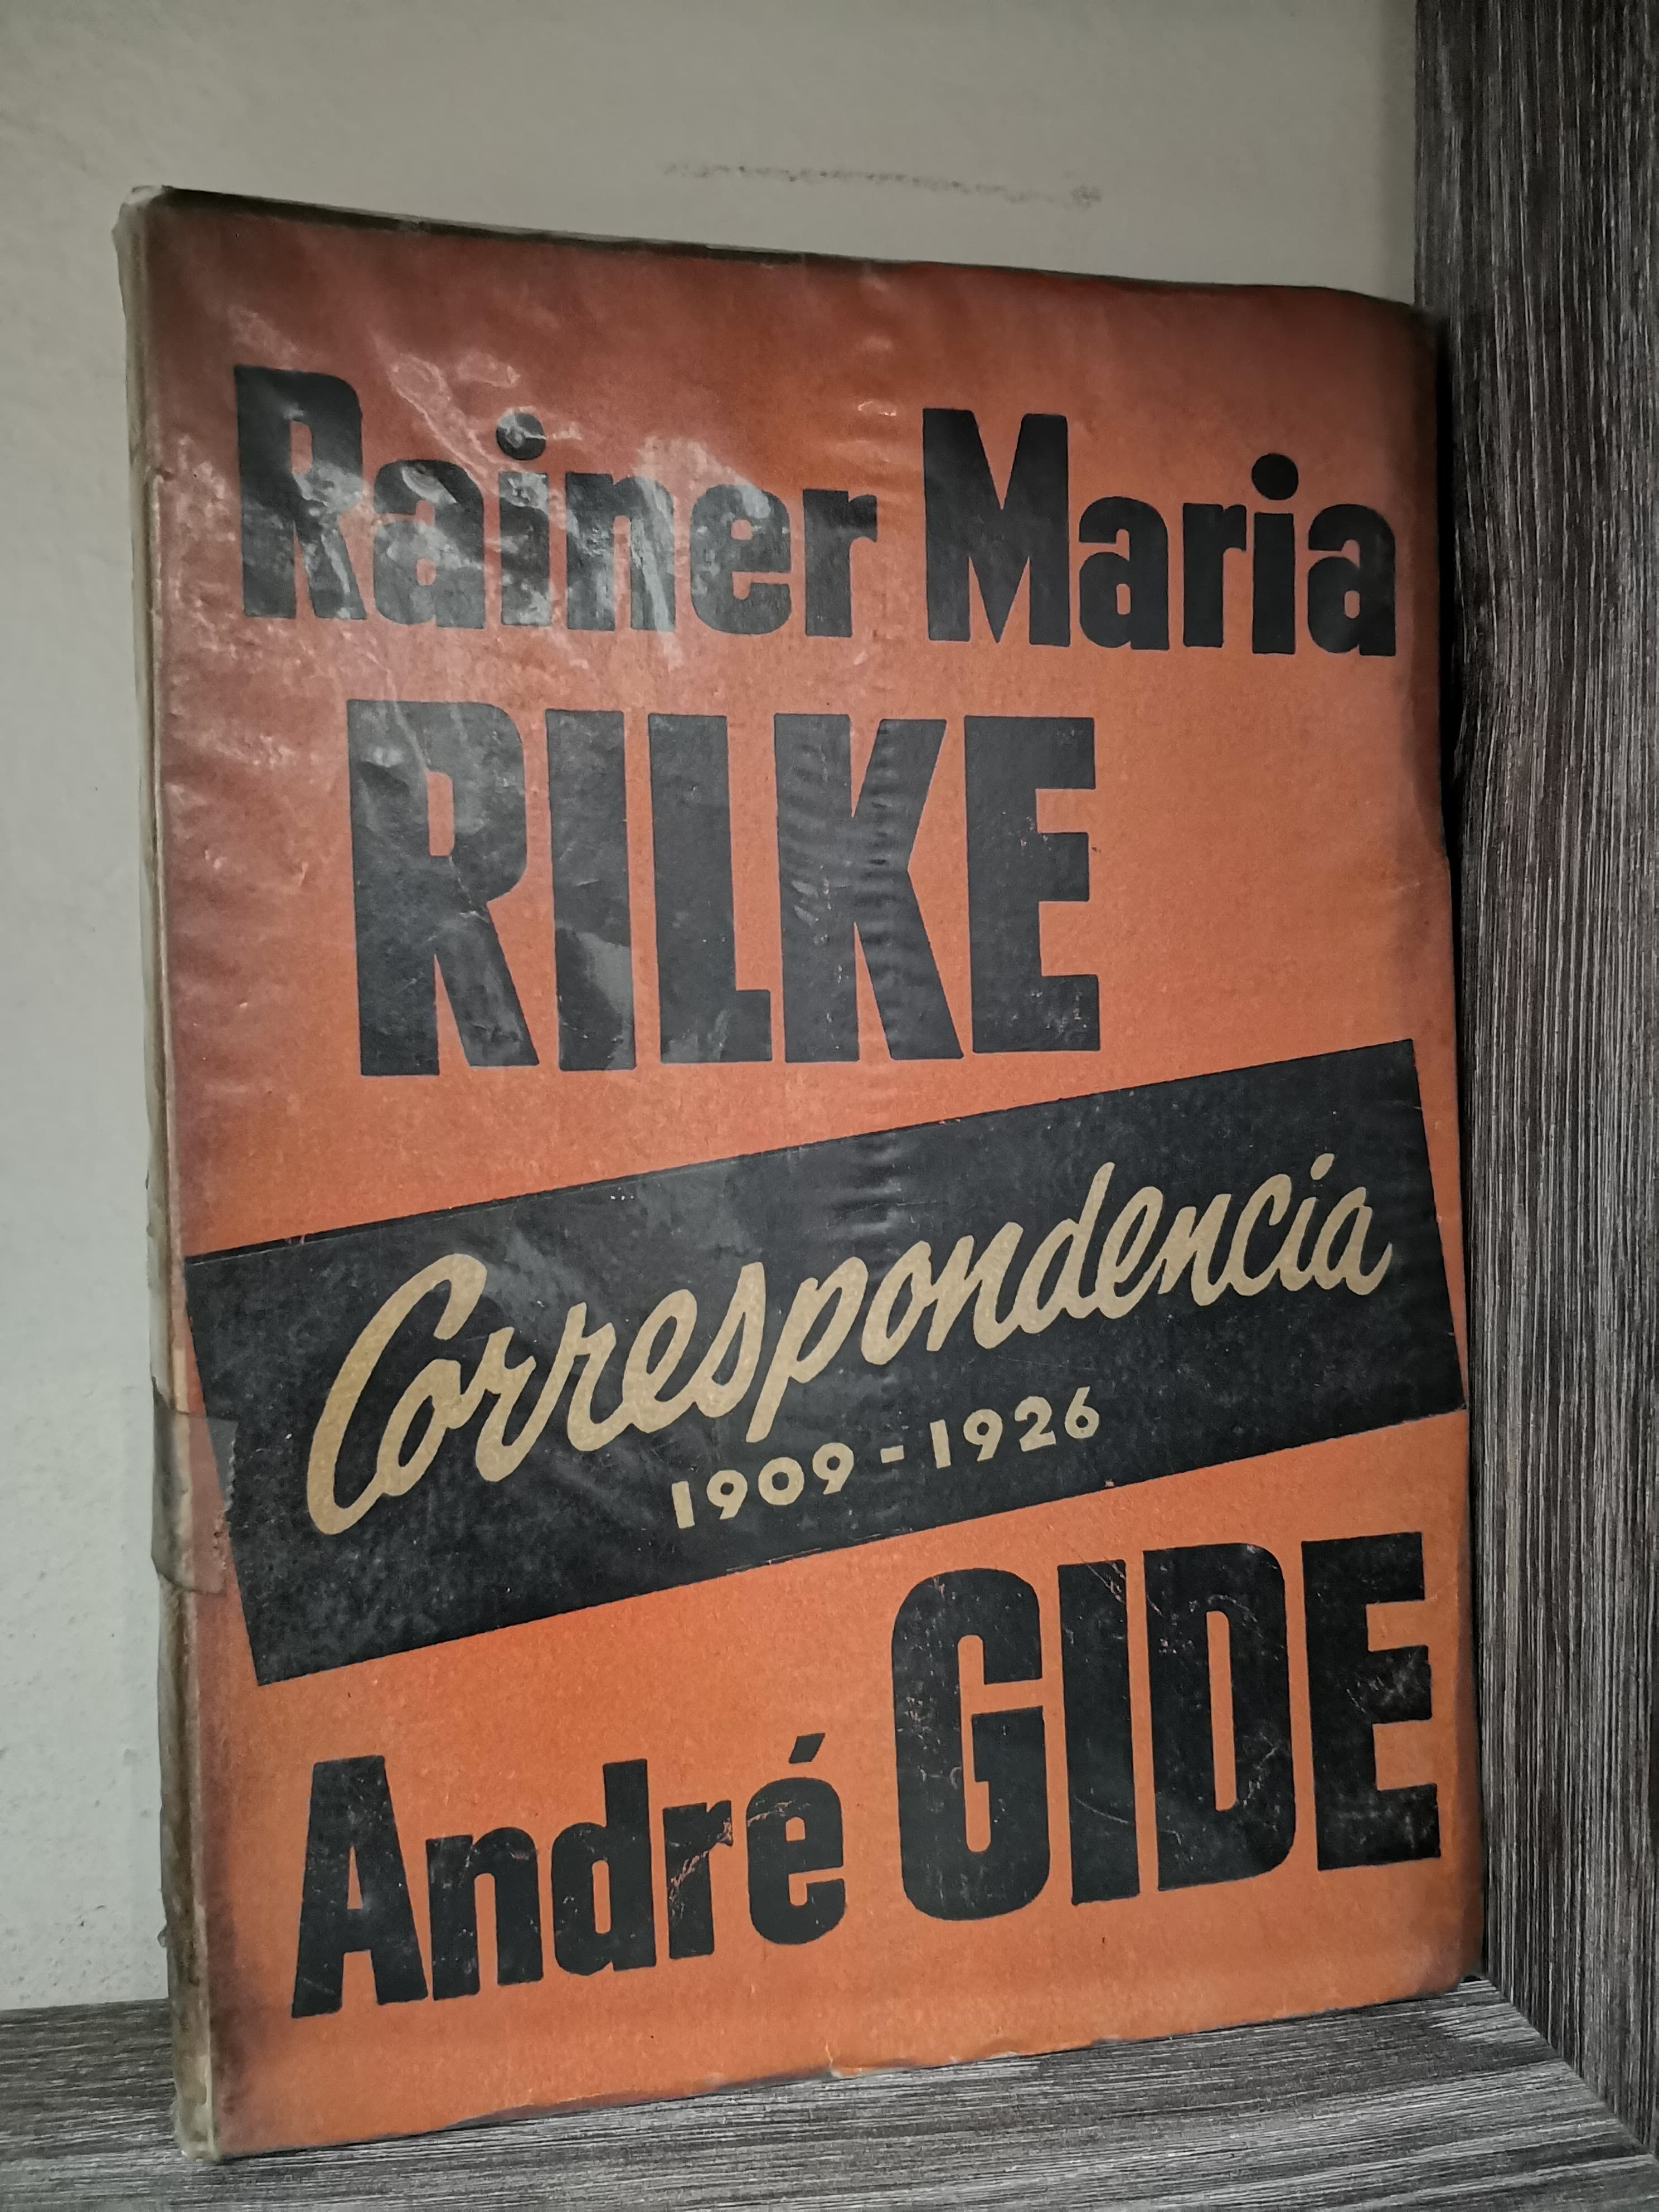 Rainer Maria
RILKE
Correspondencia
1909-1926
André GIDE